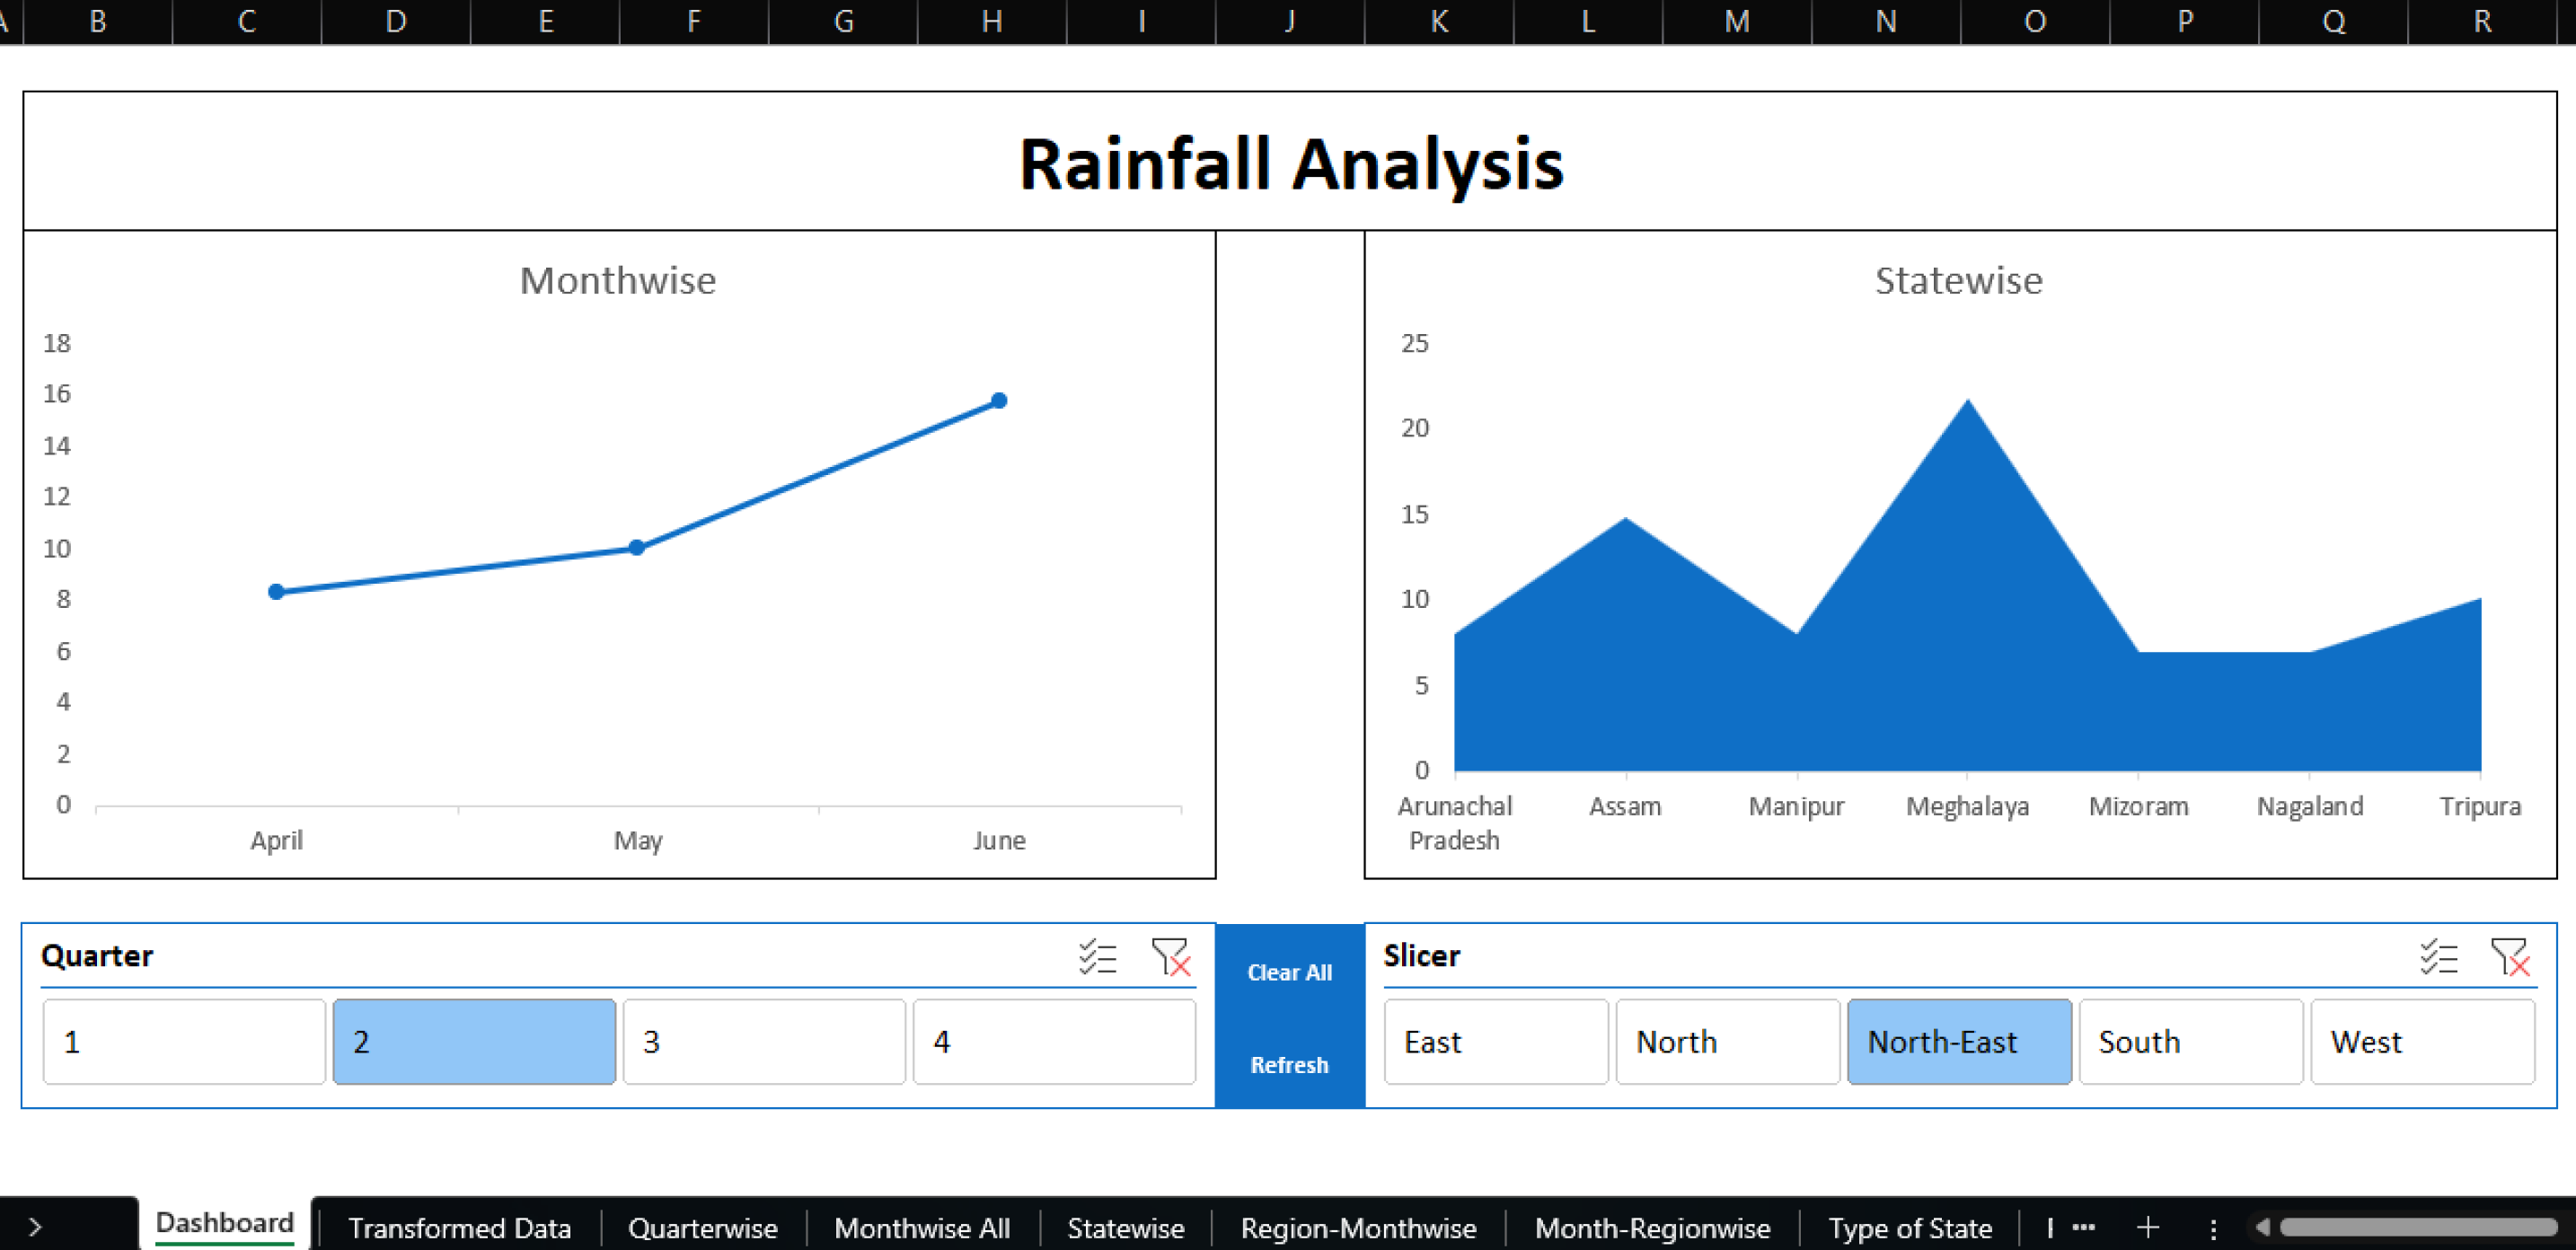 A B C D E F G H I J K L M N O P Q R
Rainfall Analysis
Monthwise
18
16
14
12
10
8
6
4
2
0
April May June
Statewise
25
20
15
10
5
0
Arunachal Pradesh Assam Manipur Meghalaya Mizoram Nagaland Tripura
Quarter
1 2 3 4
Clear All
Refresh
Slicer
East North North-East South West
Dashboard Transformed Data Quarterwise Monthwise All Statewise Region-Monthwise Month-Regionwise Type of State